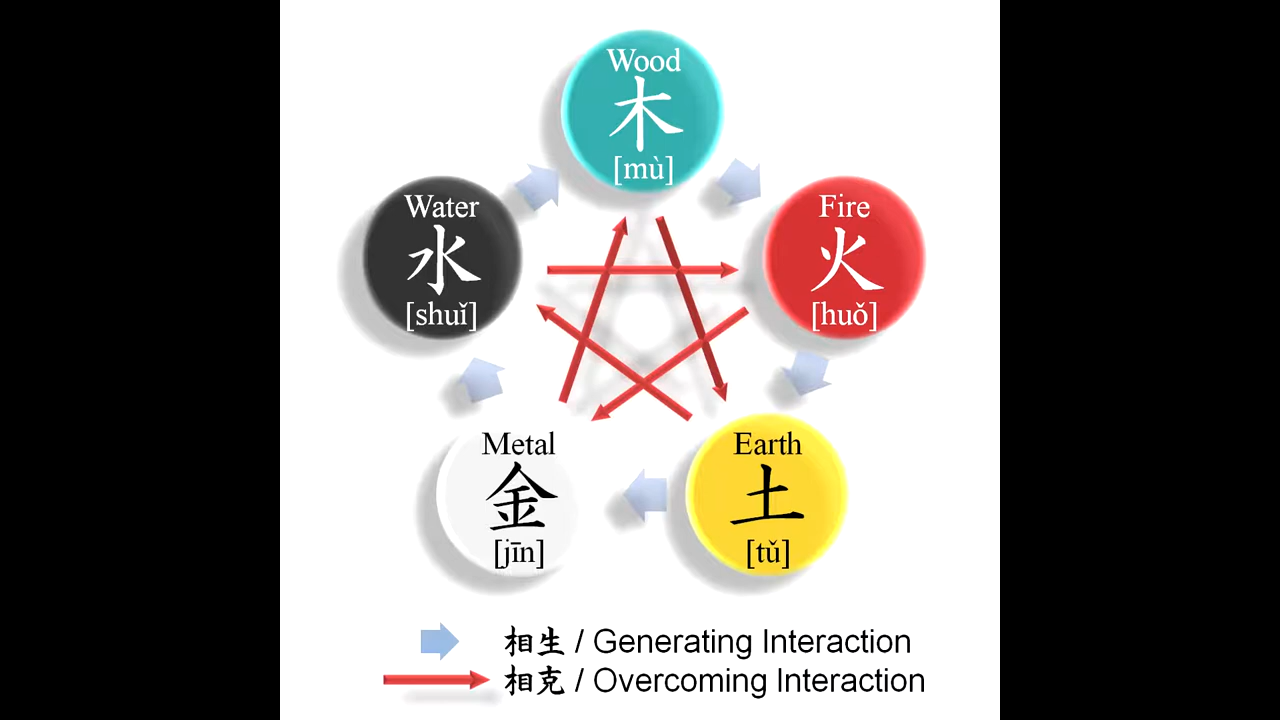 Wood
木
[mù]
Water
水
[shuǐ]
Fire
火
[huǒ]
Metal
金
[jīn]
Earth
土
[tǔ]
相生 / Generating Interaction
相克 / Overcoming Interaction